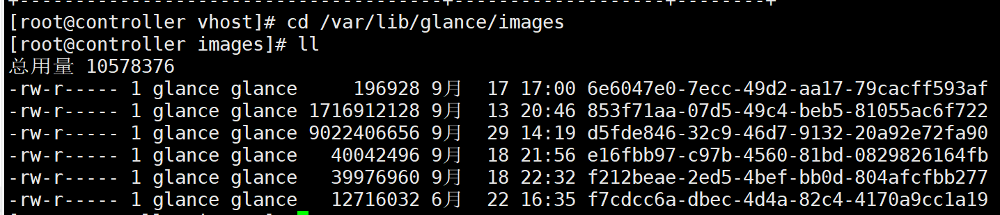 [root@controller vhost]# cd /var/lib/glance/images
[root@controller images]# ll
总用量 10578376
-rw-r----- 1 glance glance     196928 9月  17 17:00 6e6047e0-7ecc-49d2-aa17-79cacff593af
-rw-r----- 1 glance glance 1716912128 9月  13 20:46 853f71aa-07d5-49c4-beb5-81055ac6f722
-rw-r----- 1 glance glance 9022406656 9月  29 14:19 d5fde846-32c9-46d7-9132-20a92e72fa90
-rw-r----- 1 glance glance   40042496 9月  18 21:56 e16fbb97-c97b-4560-81bd-0829826164fb
-rw-r----- 1 glance glance   39976960 9月  18 22:32 f212beae-2ed5-4bef-bb0d-804afcfbb277
-rw-r----- 1 glance glance   12716032 6月  22 16:35 f7cdcc6a-dbec-4d4a-82c4-4170a9cc1a19